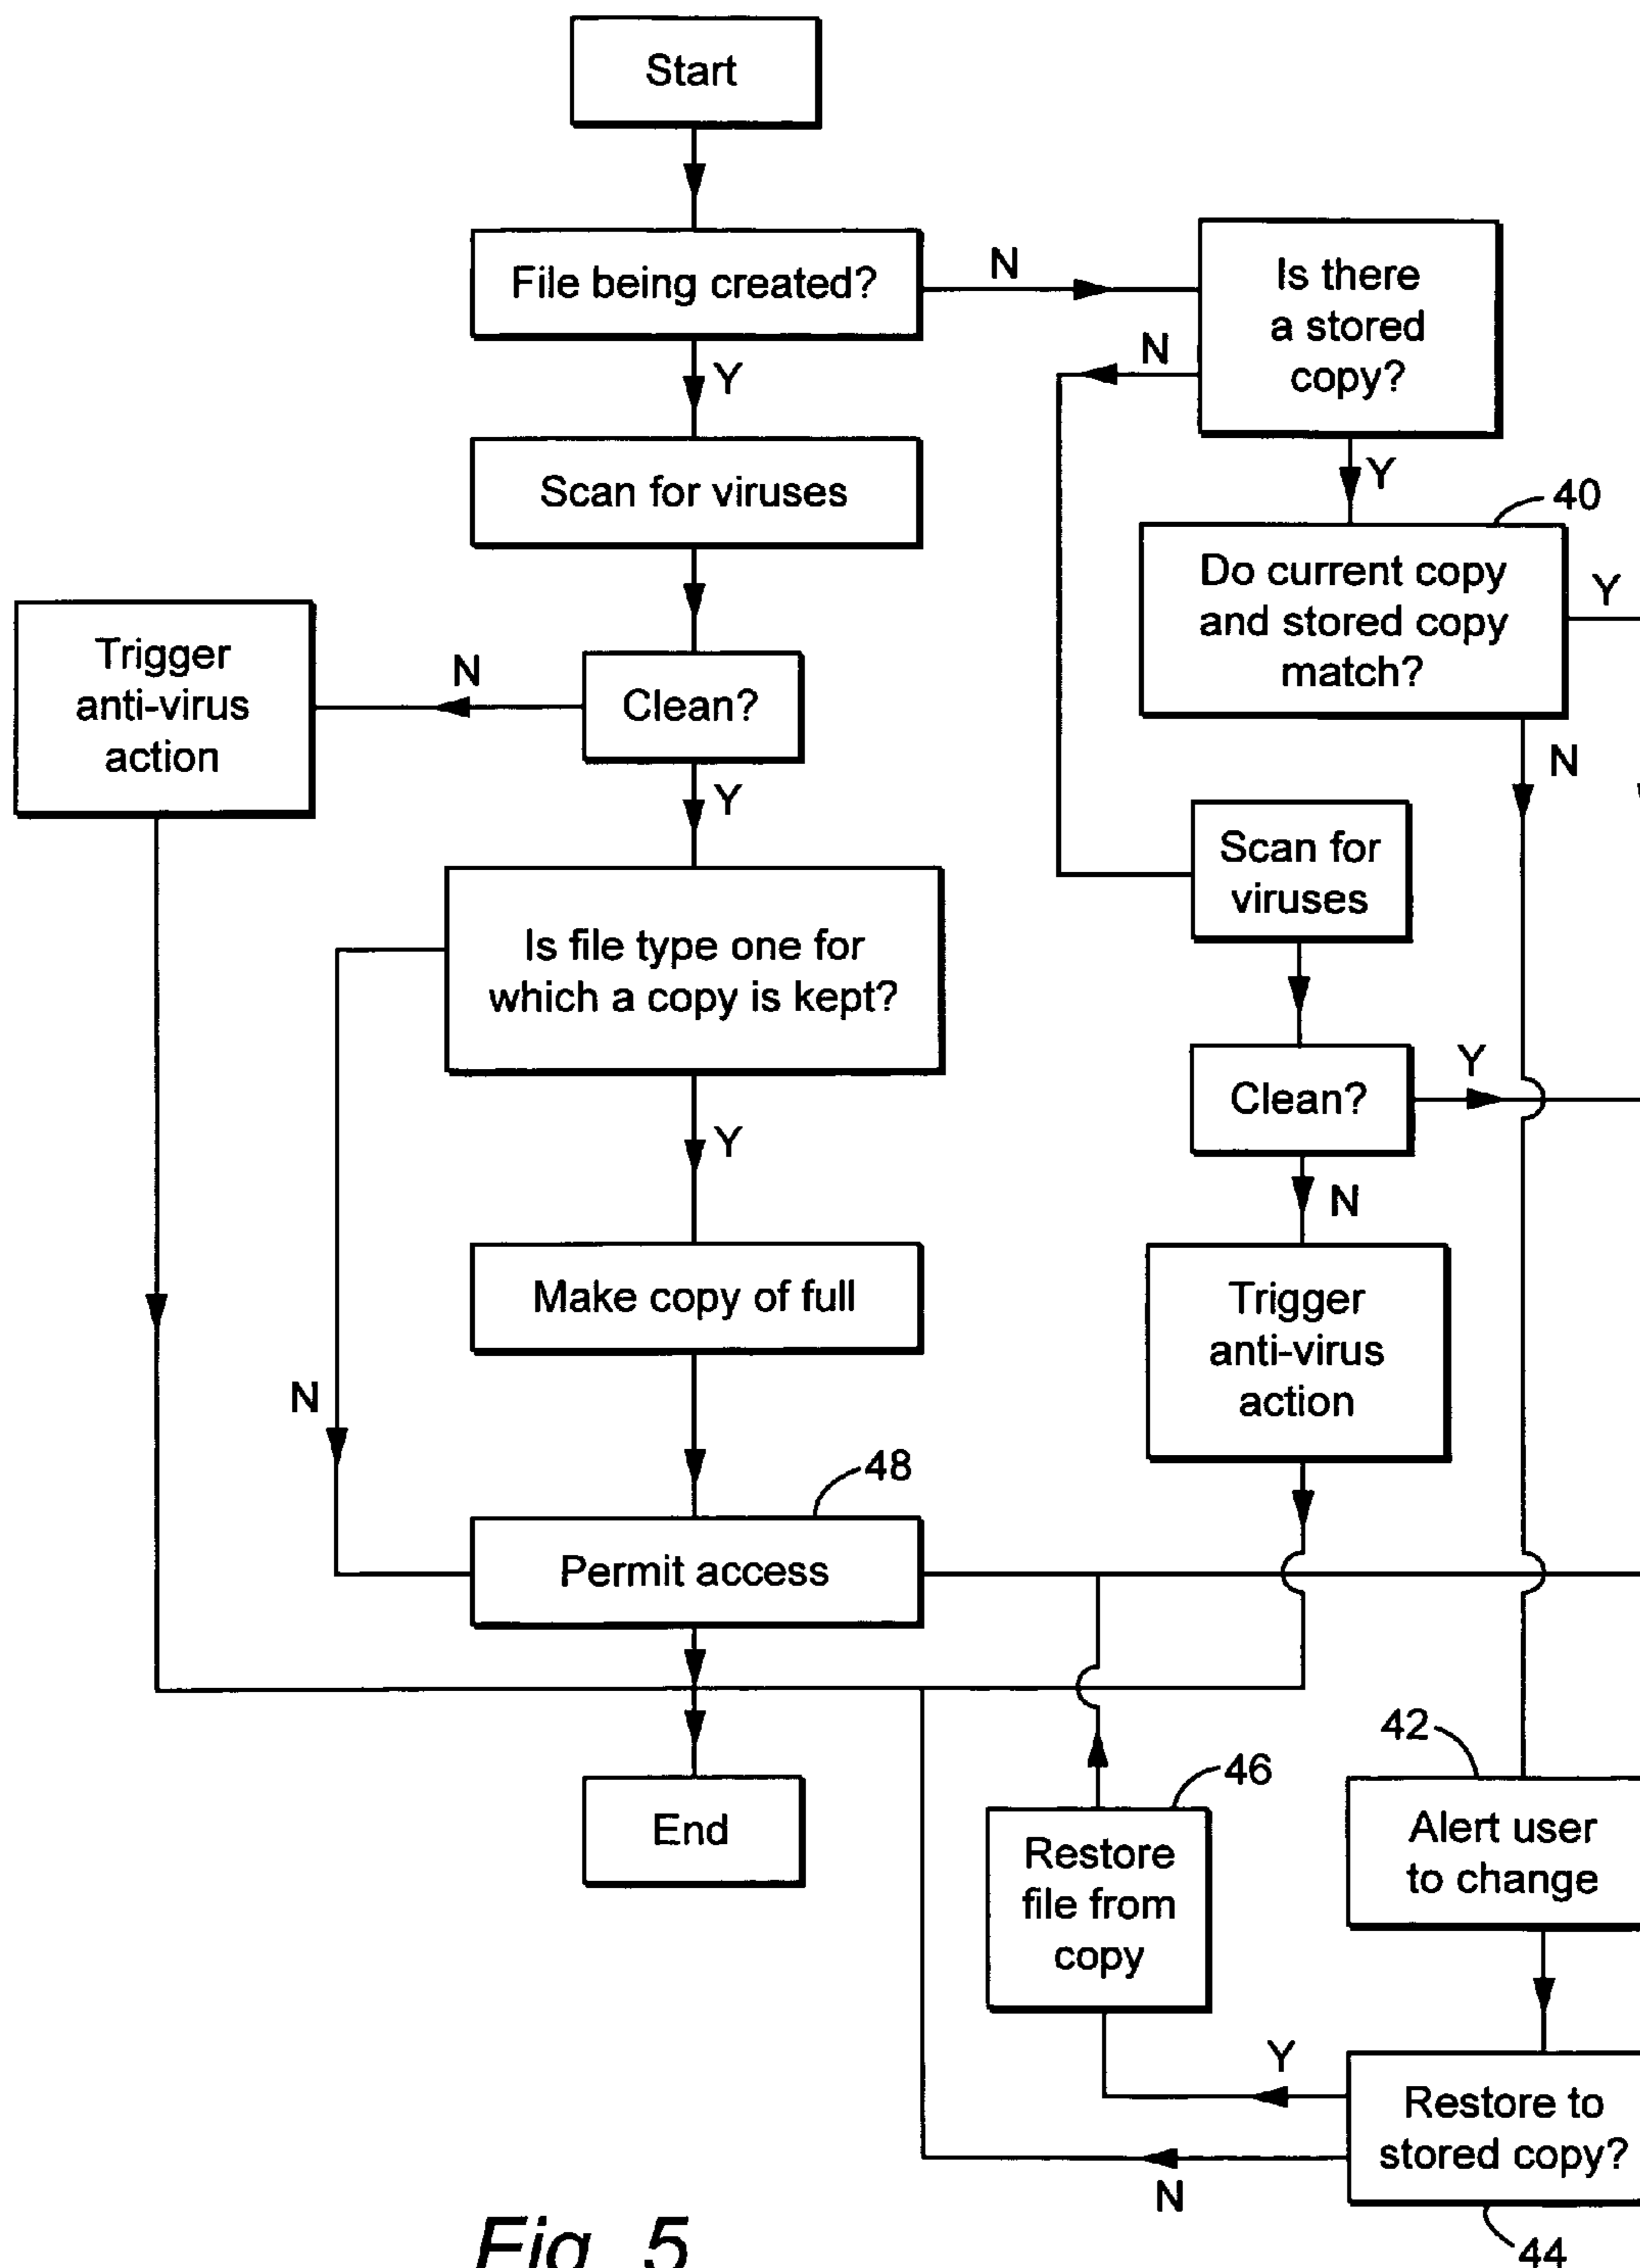 Start
File being created?
N
Is there
a stored
copy?
N
Y
Scan for viruses
Y
40
Do current copy
and stored copy
match?
Y
Trigger
anti-virus
action
N
Clean?
N
Y
Scan for
viruses
Is file type one for
which a copy is kept?
Clean?
Y
Y
N
Make copy of full
Trigger
anti-virus
action
N
48
Permit access
42
46
End
Alert user
to change
Restore
file from
copy
Y
Restore to
stored copy?
N
44
Fig. 5